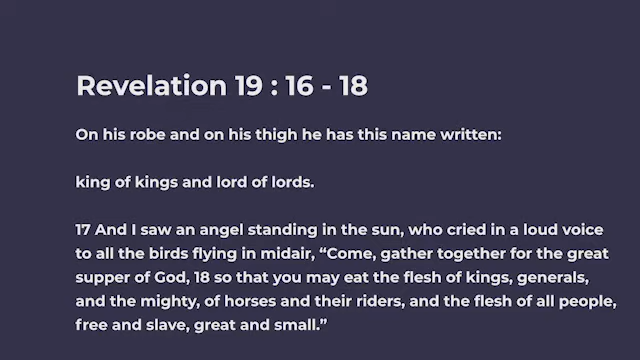 Revelation 19 : 16 - 18
On his robe and on his thigh he has this name written:
king of kings and lord of lords.
17 And I saw an angel standing in the sun, who cried in a loud voice
to all the birds flying in midair, “Come, gather together for the great
supper of God, 18 so that you may eat the flesh of kings, generals,
and the mighty, of horses and their riders, and the flesh of all people,
free and slave, great and small.”